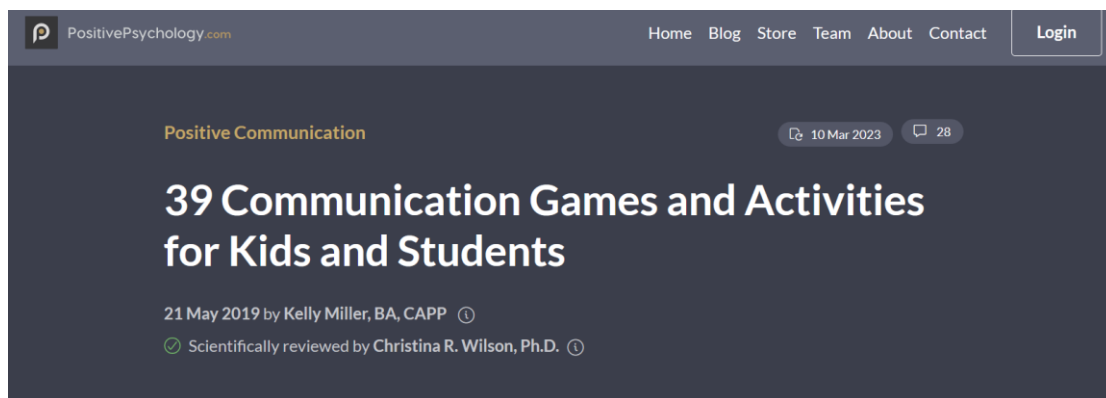 PositivePsychology.com
Home Blog Store Team About Contact Login
Positive Communication
10 Mar 2023 28
39 Communication Games and Activities
for Kids and Students
21 May 2019 by Kelly Miller, BA, CAPP
Scientifically reviewed by Christina R. Wilson, Ph.D.